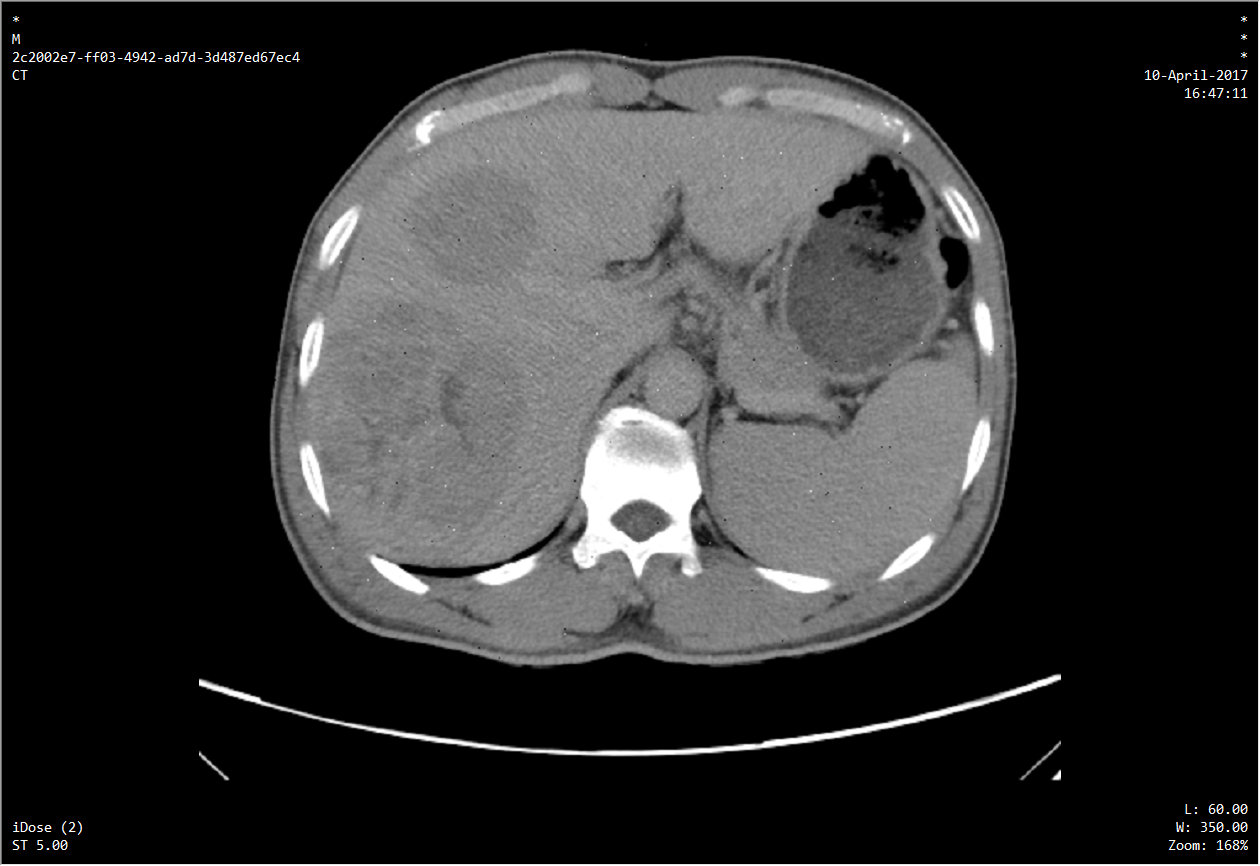 *
M
2c2002e7-ff03-4942-ad7d-3d487ed67ec4
CT
*
*
*
10-April-2017
16:47:11
iDose (2)
ST 5.00
L: 60.00
W: 350.00
Zoom: 168%